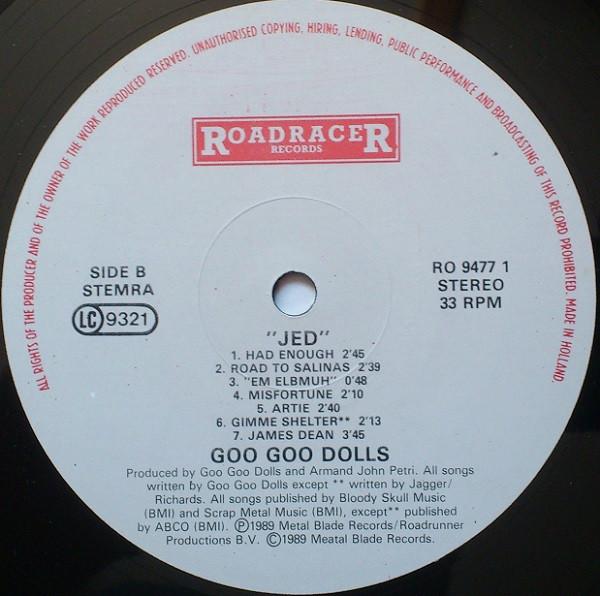 ALL RIGHTS OF THE PRODUCER AND OF THE OWNER OF THE WORK REPRODUCED RESERVED. UNAUTHORISED COPYING, HIRING, LENDING, PUBLIC PERFORMANCE AND BROADCASTING OF THIS RECORD PROHIBITED. MADE IN HOLLAND.
ROADRACER
RECORDS
SIDE B
STEMRA
LC 9321
RO 9477 1
STEREO
33 RPM
"JED"
1. HAD ENOUGH 2'45
2. ROAD TO SALINAS 2'39
3. "EM ELBMUH" 0'48
4. MISFORTUNE 2'10
5. ARTIE 2'40
6. GIMME SHELTER** 2'13
7. JAMES DEAN 3'45
GOO GOO DOLLS
Produced by Goo Goo Dolls and Armand John Petri. All songs
written by Goo Goo Dolls except ** written by Jagger/
Richards. All songs published by Bloody Skull Music
(BMI) and Scrap Metal Music (BMI), except** published
by ABCO (BMI). Ⓟ1989 Metal Blade Records/Roadrunner
Productions B.V. Ⓒ1989 Meatal Blade Records.